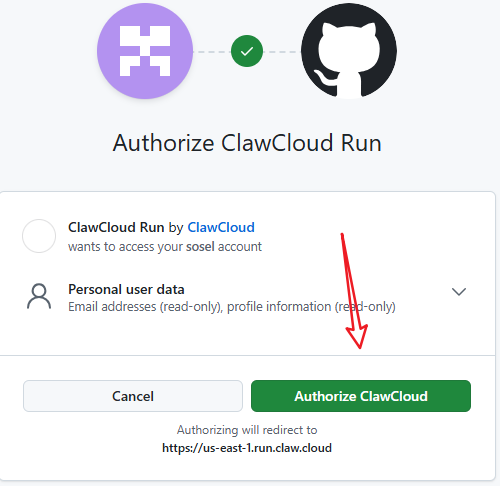 Authorize ClawCloud Run
ClawCloud Run by ClawCloud
wants to access your sosel account
Personal user data
Email addresses (read-only), profile information (read-only)
Cancel
Authorize ClawCloud
Authorizing will redirect to
https://us-east-1.run.claw.cloud